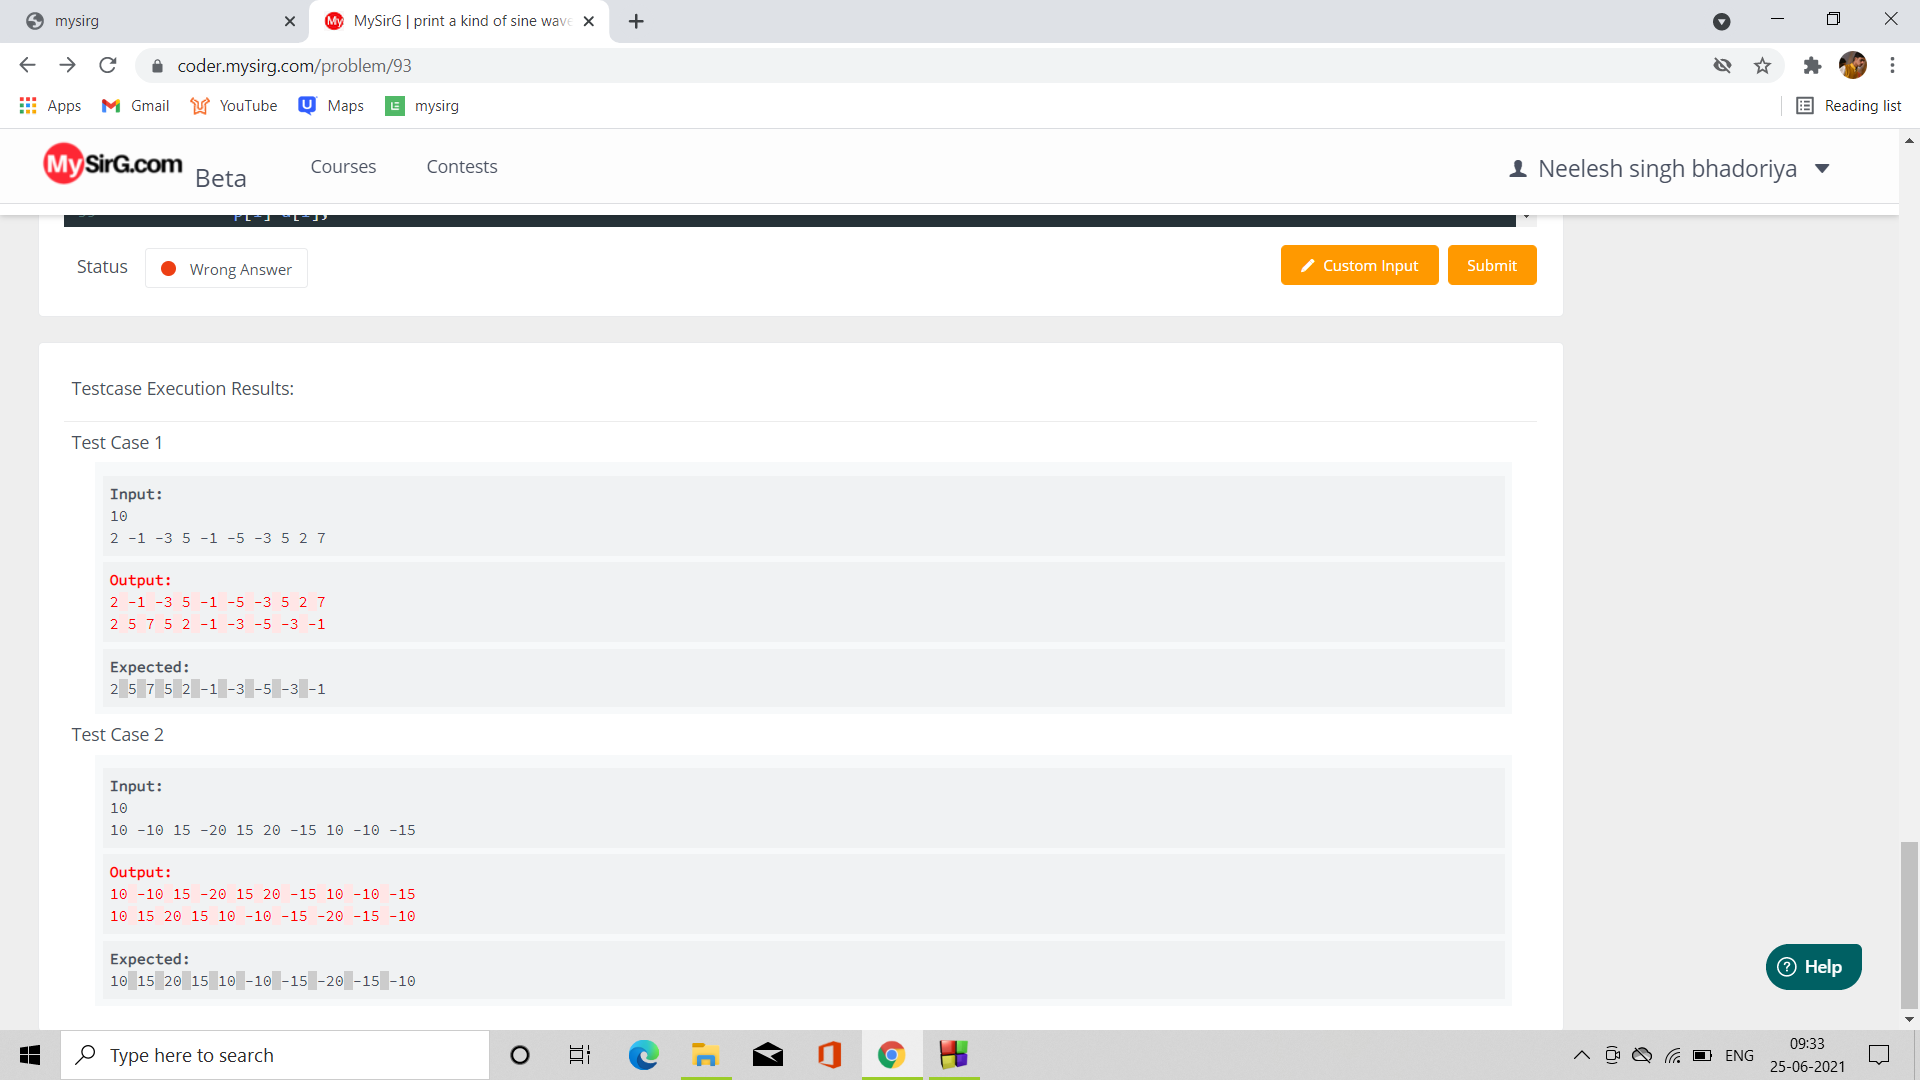 mysirg
MySirG | print a kind of sine wave
coder.mysirg.com/problem/93
Apps Gmail YouTube Maps mysirg Reading list
MySirG.com Beta Courses Contests Neelesh singh bhadoriya
Status Wrong Answer Custom Input Submit
Testcase Execution Results:
Test Case 1
Input:
10
2 -1 -3 5 -1 -5 -3 5 2 7
Output:
2 -1 -3 5 -1 -5 -3 5 2 7
2 5 7 5 2 -1 -3 -5 -3 -1
Expected:
2 5 7 5 2 -1 -3 -5 -3 -1
Test Case 2
Input:
10
10 -10 15 -20 15 20 -15 10 -10 -15
Output:
10 -10 15 -20 15 20 -15 10 -10 -15
10 15 20 15 10 -10 -15 -20 -15 -10
Expected:
10 15 20 15 10 -10 -15 -20 -15 -10
Help
Type here to search
ENG
09:33
25-06-2021